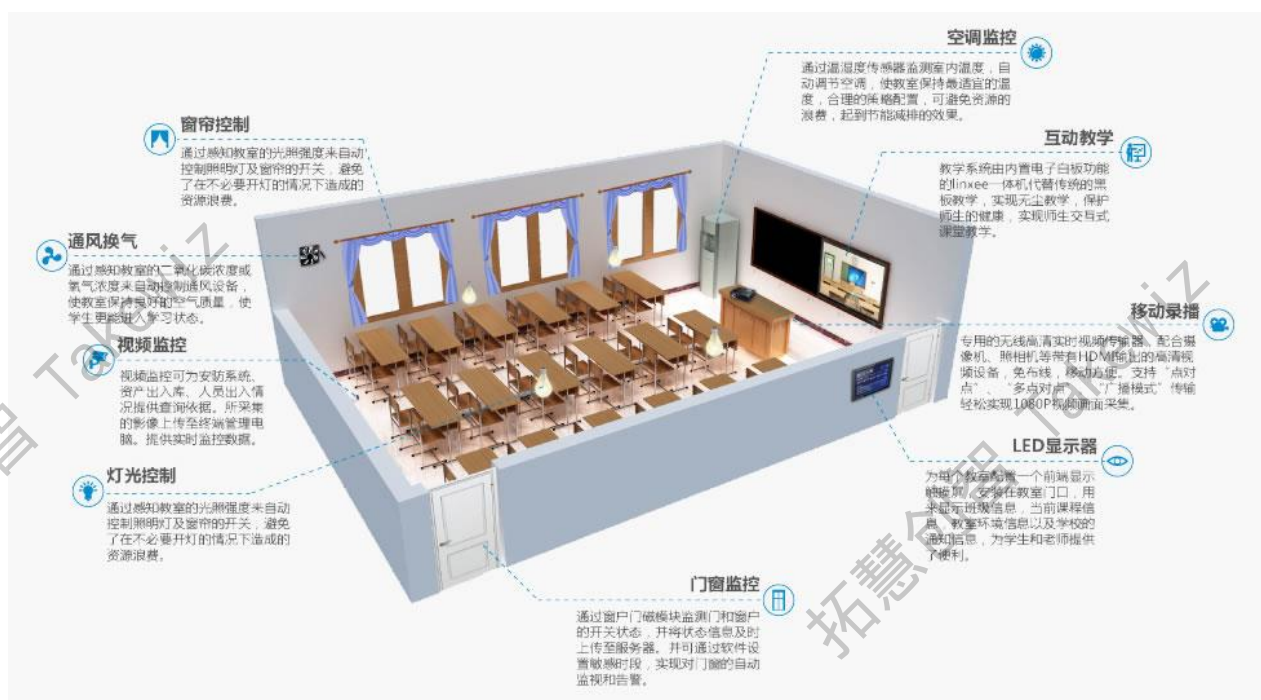 空调监控
通过温湿度传感器监测室内温度，自
动调节空调，使教室保持最适宜的温
度，合理的策略配置，可避免资源的
浪费，起到节能减排的效果。
窗帘控制
通过感知教室的光照强度来自动
控制照明灯及窗帘的开关，避免
了在不必要开灯的情况下造成的
资源浪费。
互动教学
教学系统由内置电子白板功能
的linxee一体机代替传统的黑
板教学，实现无尘教学，保护
师生的健康，实现师生交互式
课堂教学。
通风换气
通过感知教室的二氧化碳浓度或
氧气浓度来自动控制通风设备，
使教室保持良好的空气质量，使
学生更能进入学习状态。
移动录播
专用的无线高清实时视频传输器、配合摄
像机、照相机等带有HDMI输出的高清视
频设备，免布线，移动方便。支持“点对
点”、“多点对点”、“广播模式”传输
轻松实现1080P视频画面采集。
视频监控
视频监控可为安防系统、
资产出入库、人员出入情
况提供查询依据。所采集
的影像上传至终端管理电
脑。提供实时监控数据。
LED显示器
为每个教室配置一个前端显示
触摸屏，安装在教室门口，用
来显示班级信息，当前课程信
息，教室环境信息以及学校的
通知信息，为学生和老师提供
了便利。
灯光控制
通过感知教室的光照强度来自动
控制照明灯及窗帘的开关，避免
了在不必要开灯的情况下造成的
资源浪费。
门窗监控
通过窗户门磁模块监测门和窗户
的开关状态，并将状态信息及时
上传至服务器。并可通过软件设
置敏感时段，实现对门窗的自动
监视和告警。
智 Takewiz
拓慧创智 Takewiz